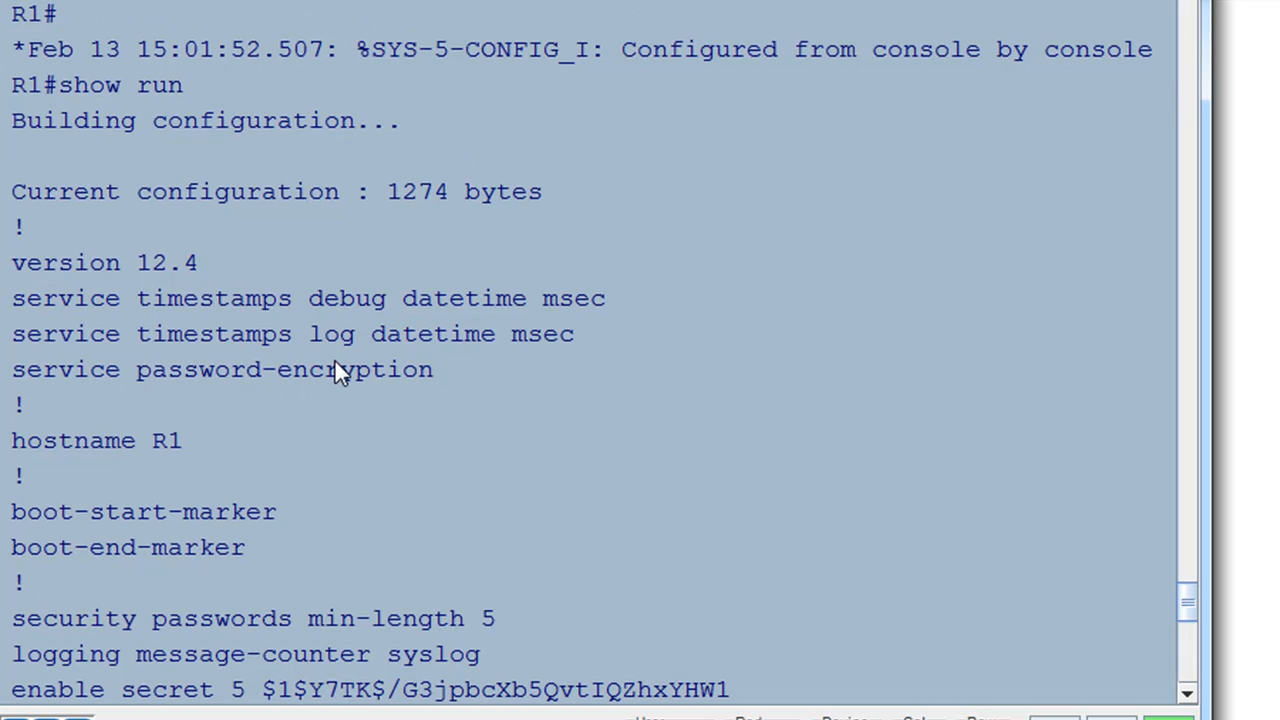 R1#
*Feb 13 15:01:52.507: %SYS-5-CONFIG_I: Configured from console by console
R1#show run
Building configuration...
Current configuration : 1274 bytes
!
version 12.4
service timestamps debug datetime msec
service timestamps log datetime msec
service password-encryption
!
hostname R1
!
boot-start-marker
boot-end-marker
!
security passwords min-length 5
logging message-counter syslog
enable secret 5 $1$Y7TK$/G3jpbcXb5QvtIQZhxYHW1